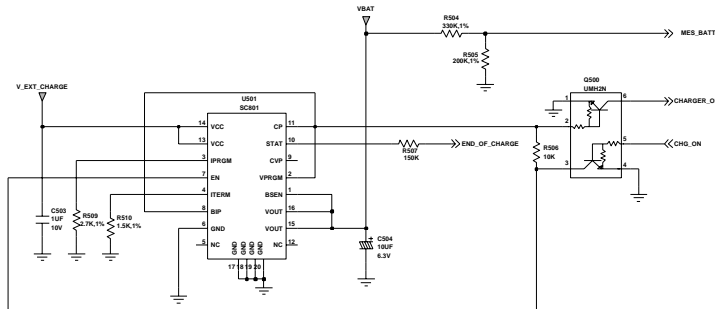 VBAT
R504
330K,1%
MES_BATT
R505
200K,1%
V_EXT_CHARGE
U501
SC801
14 VCC CP 11
13 VCC STAT 10
3 IPRGM CVP 9
7 EN VPRGM 2
4 ITERM BSEN 1
8 BIP VOUT 16
6 GND VOUT 15
5 NC NC 12
GND GND GND GND
17 18 19 20
C503
1UF
10V
R509
2.7K,1%
R510
1.5K,1%
R507
150K
END_OF_CHARGE
C504
10UF
6.3V
+
R506
10K
Q500
UMH2N
1 6
2 5
3 4
CHARGER_O
CHG_ON